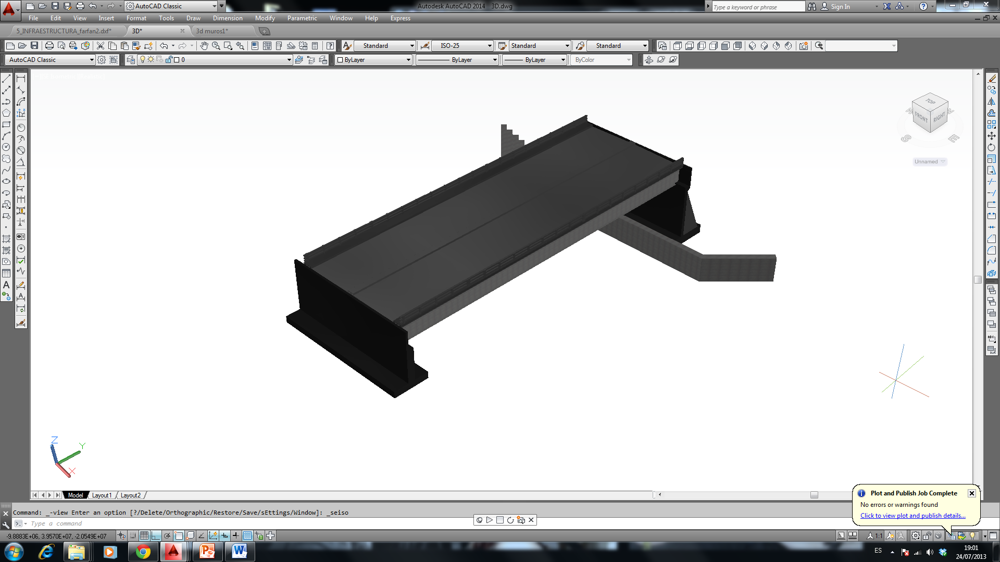 AutoCAD Classic
Autodesk AutoCAD 2014 3D.dwg
Type a keyword or phrase
Sign In
File Edit View Insert Format Tools Draw Dimension Modify Parametric Window Help Express
5_INFRAESTRUCTURA_farfan2.dxf* 3D* 3d muros1*
Standard ISO-25 Standard Standard
AutoCAD Classic 0 ByLayer ByLayer ByLayer ByColor
TOP
FRONT RIGHT
S E
Unnamed
Z
Y
X
Model Layout1 Layout2
Plot and Publish Job Complete
No errors or warnings found
Click to view plot and publish details...
Command: _-view Enter an option [?/Delete/Orthographic/Restore/Save/sEttings/Window]: _seiso
Type a command
-9.8883E+06, 3.9570E+07, -2.0549E+07 1:1
ES
19:01
24/07/2013